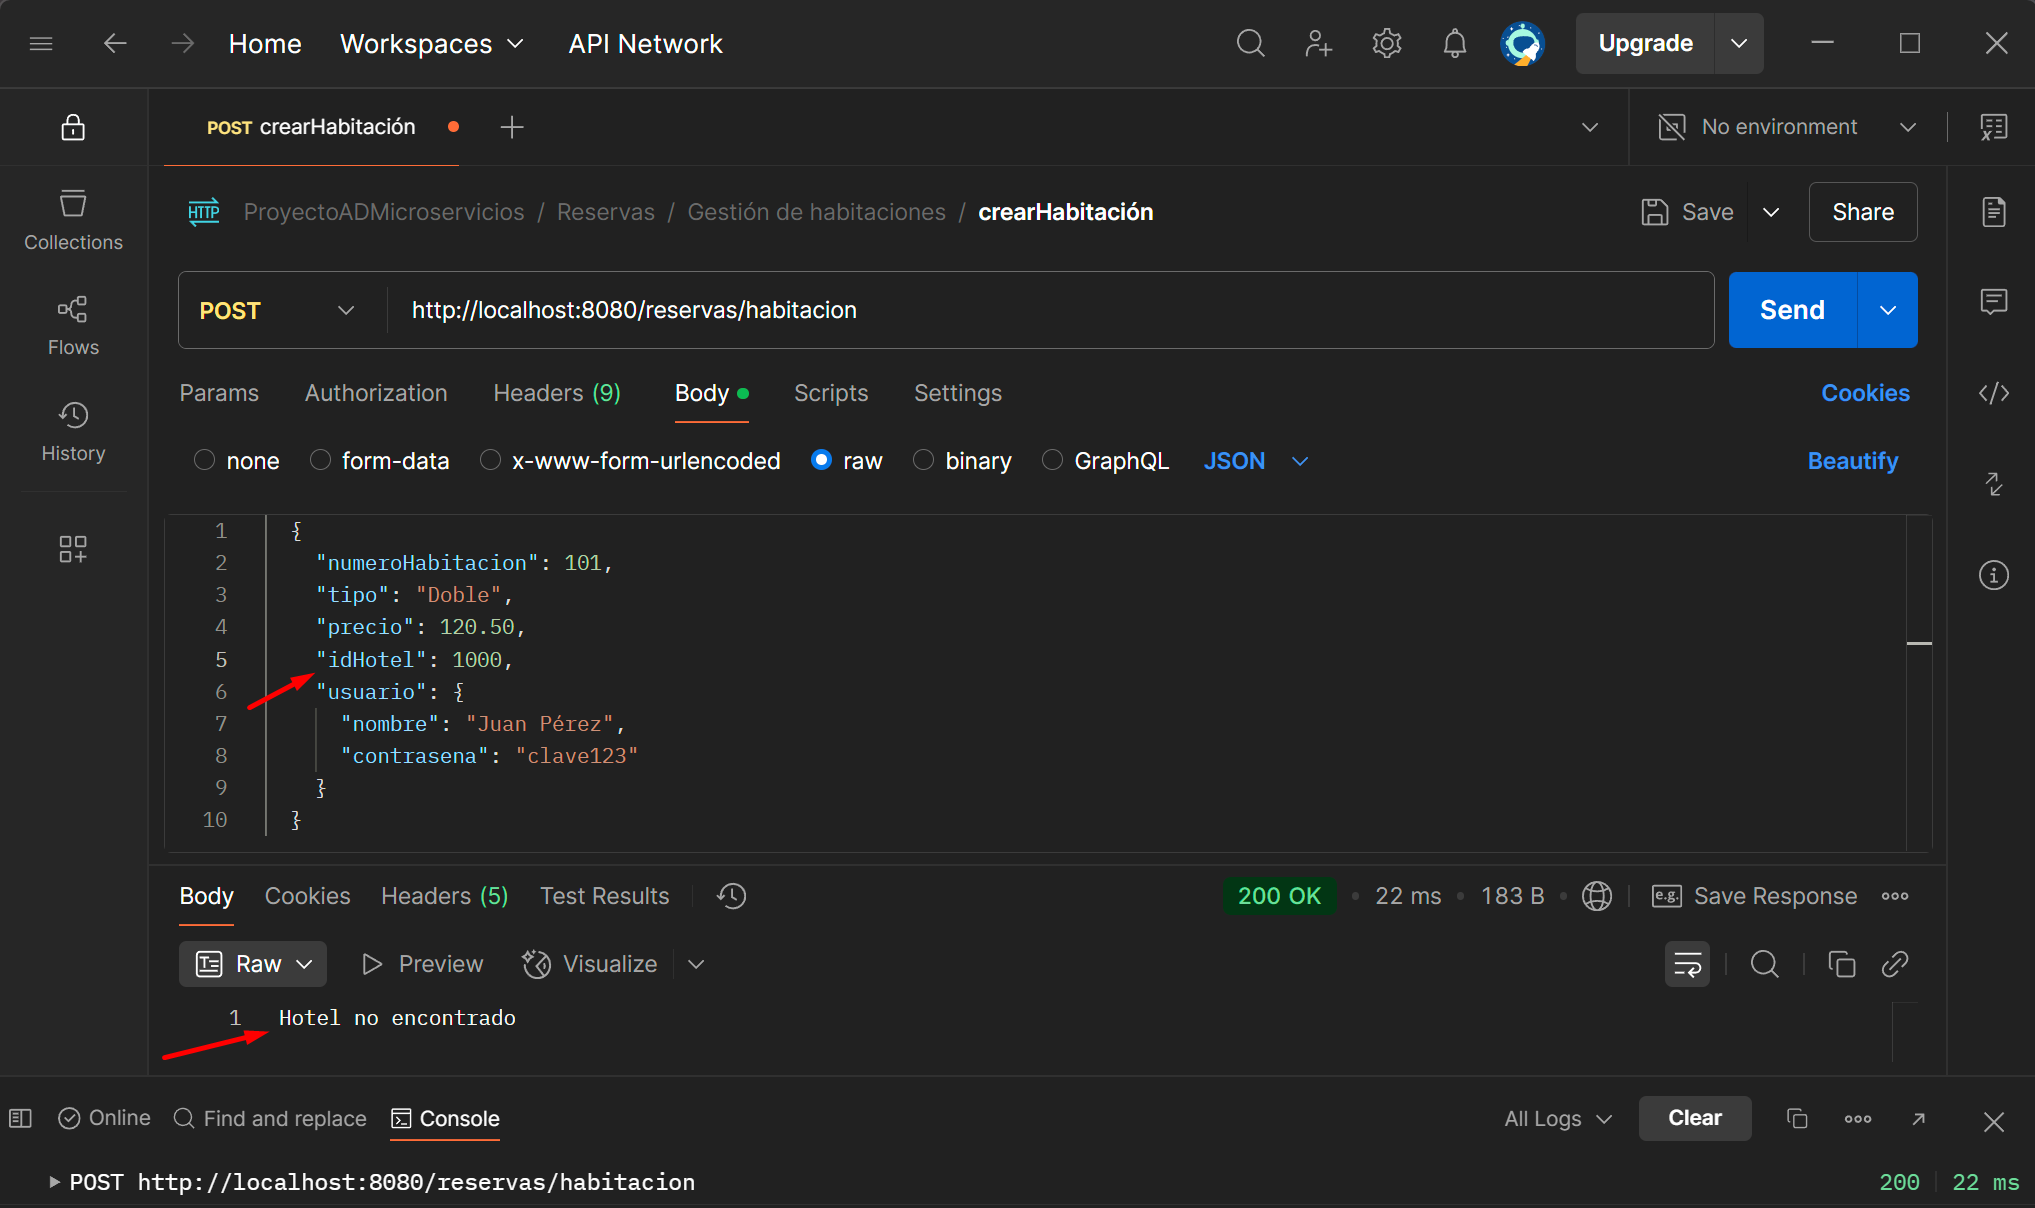 Home Workspaces API Network Upgrade
POST crearHabitación No environment
HTTP ProyectoADMicroservicios / Reservas / Gestión de habitaciones / crearHabitación Save Share
Collections
Flows
History
POST http://localhost:8080/reservas/habitacion Send
Params Authorization Headers (9) Body Scripts Settings Cookies
none form-data x-www-form-urlencoded raw binary GraphQL JSON Beautify
1 {
2 "numeroHabitacion": 101,
3 "tipo": "Doble",
4 "precio": 120.50,
5 "idHotel": 1000,
6 "usuario": {
7 "nombre": "Juan Pérez",
8 "contrasena": "clave123"
9 }
10 }
Body Cookies Headers (5) Test Results 200 OK • 22 ms • 183 B • e.g. Save Response
Raw Preview Visualize
1 Hotel no encontrado
Online Find and replace Console All Logs Clear
POST http://localhost:8080/reservas/habitacion 200 22 ms